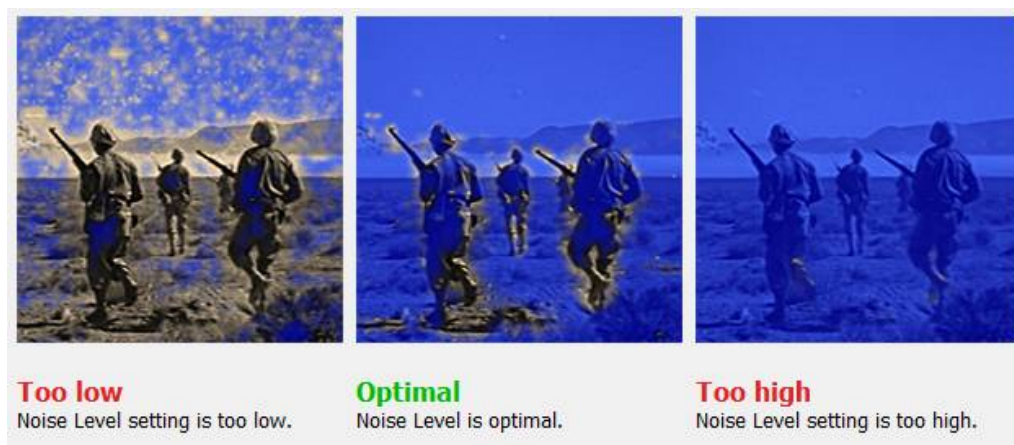 Too low
Noise Level setting is too low.
Optimal
Noise Level is optimal.
Too high
Noise Level setting is too high.